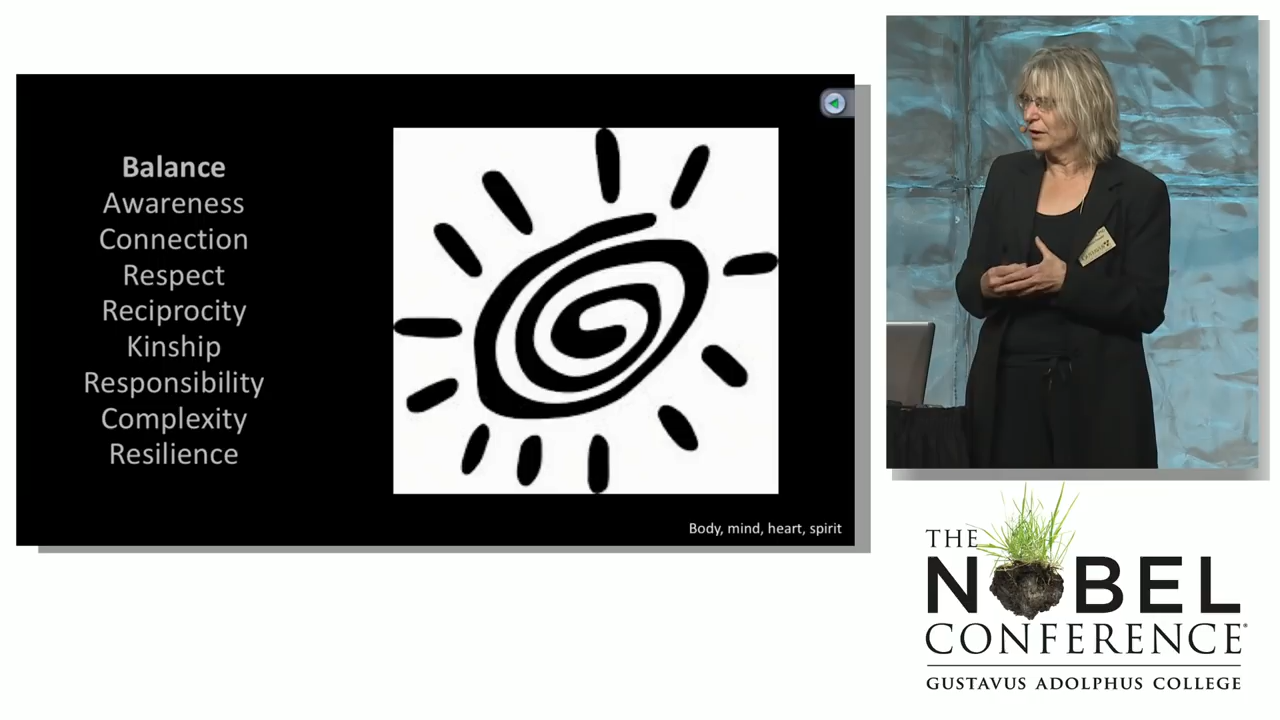 Balance
Awareness
Connection
Respect
Reciprocity
Kinship
Responsibility
Complexity
Resilience
Body, mind, heart, spirit
THE
NOBEL
CONFERENCE®
GUSTAVUS ADOLPHUS COLLEGE